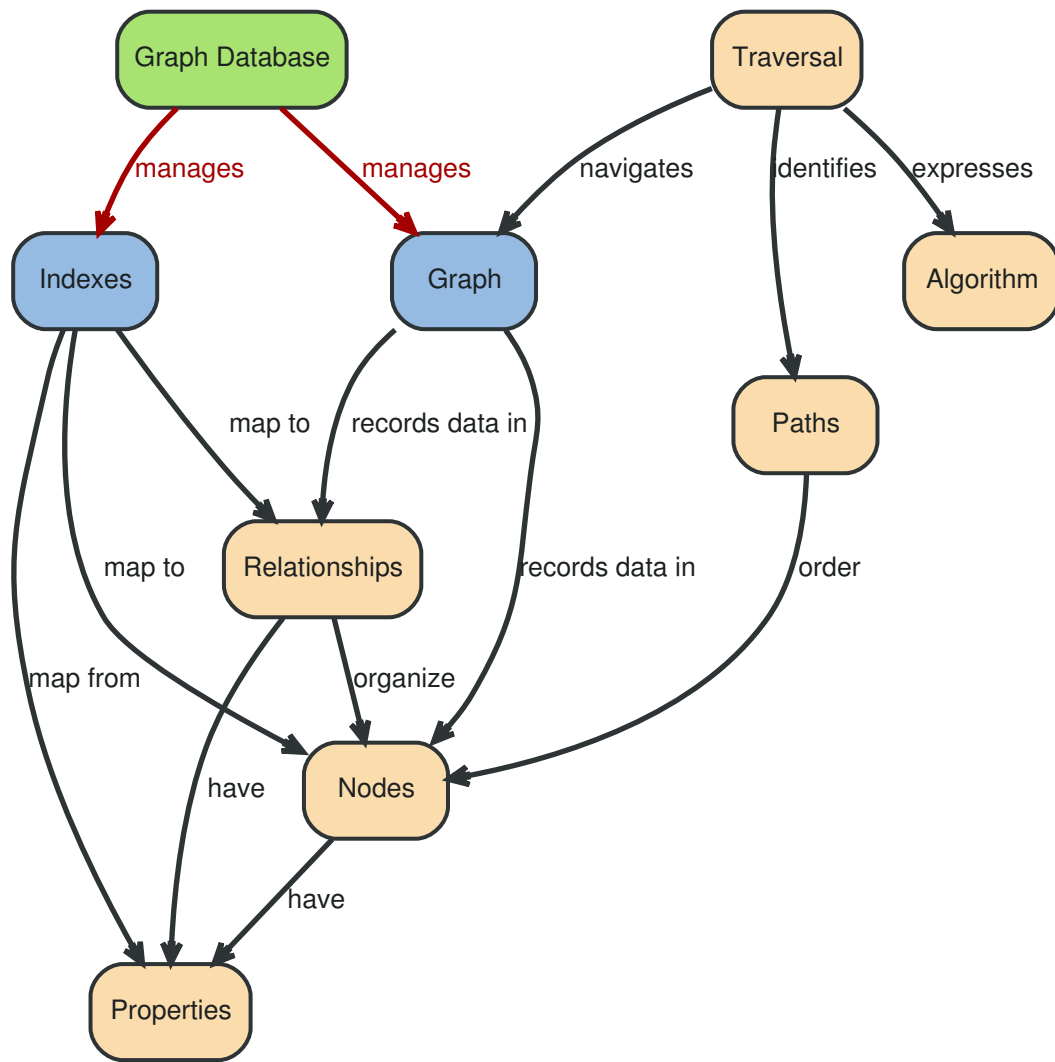 Graph Database
Traversal
manages
manages
navigates
identifies
expresses
Indexes
Graph
Algorithm
map to
records data in
Paths
Relationships
map to
records data in
order
map from
organize
have
Nodes
have
Properties